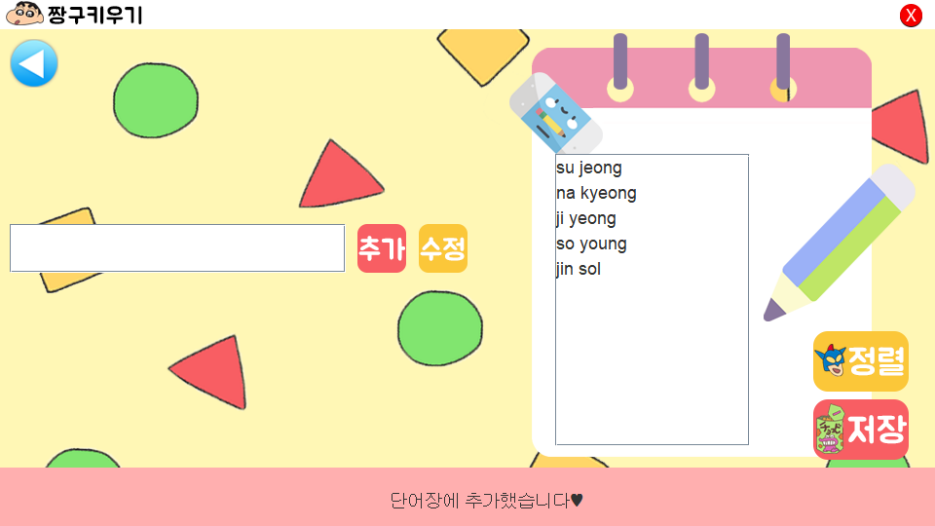 짱구키우기
X
추가
수정
su jeong
na kyeong
ji yeong
so young
jin sol
정렬
저장
단어장에 추가했습니다♥